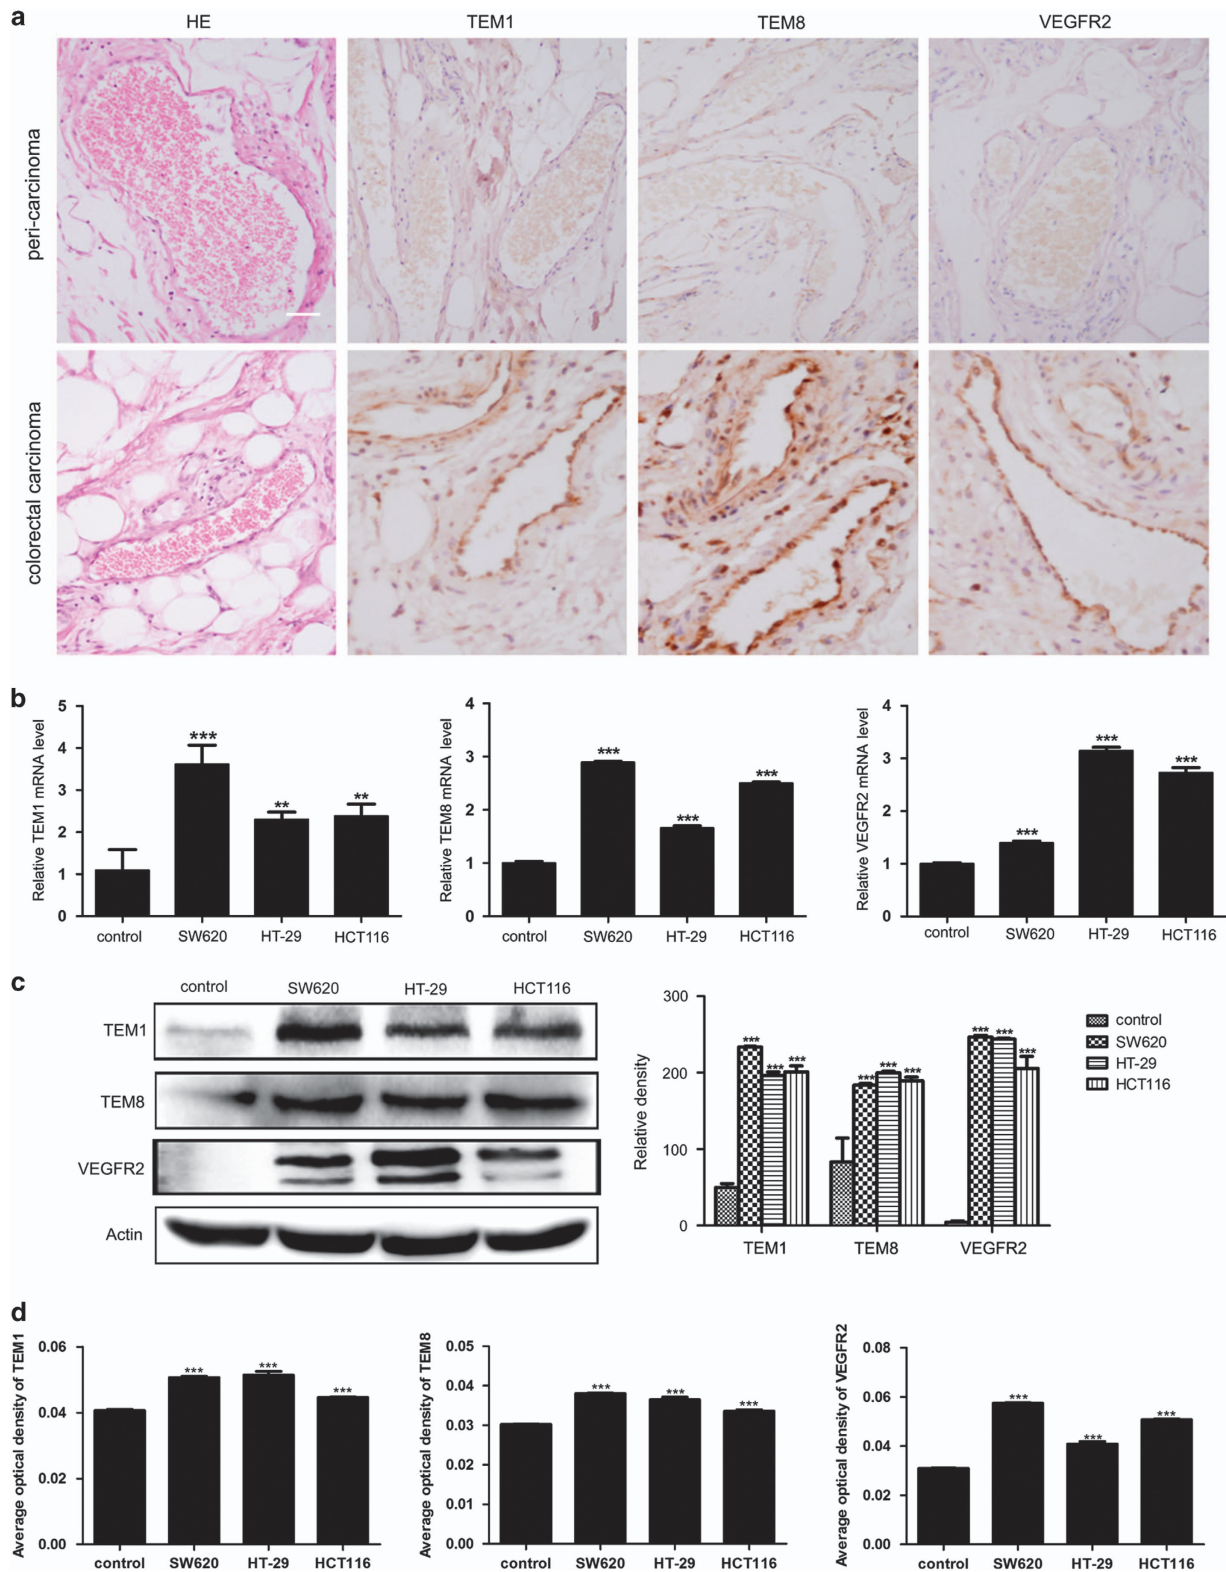 a
HE
TEM1
TEM8
VEGFR2
peri-carcinoma
colorectal carcinoma
b
Relative TEM1 mRNA level
5
4
3
2
1
0
***
**
**
control
SW620
HT-29
HCT116
Relative TEM8 mRNA level
4
3
2
1
0
***
***
***
control
SW620
HT-29
HCT116
Relative VEGFR2 mRNA level
4
3
2
1
0
***
***
***
control
SW620
HT-29
HCT116
c
control
SW620
HT-29
HCT116
TEM1
TEM8
VEGFR2
Actin
Relative density
300
200
100
0
***
***
***
***
***
***
***
***
***
TEM1
TEM8
VEGFR2
control
SW620
HT-29
HCT116
d
Average optical density of TEM1
0.06
0.04
0.02
0.00
***
***
***
control
SW620
HT-29
HCT116
Average optical density of TEM8
0.05
0.04
0.03
0.02
0.01
0.00
***
***
***
control
SW620
HT-29
HCT116
Average optical density of VEGFR2
0.08
0.06
0.04
0.02
0.00
***
***
***
control
SW620
HT-29
HCT116